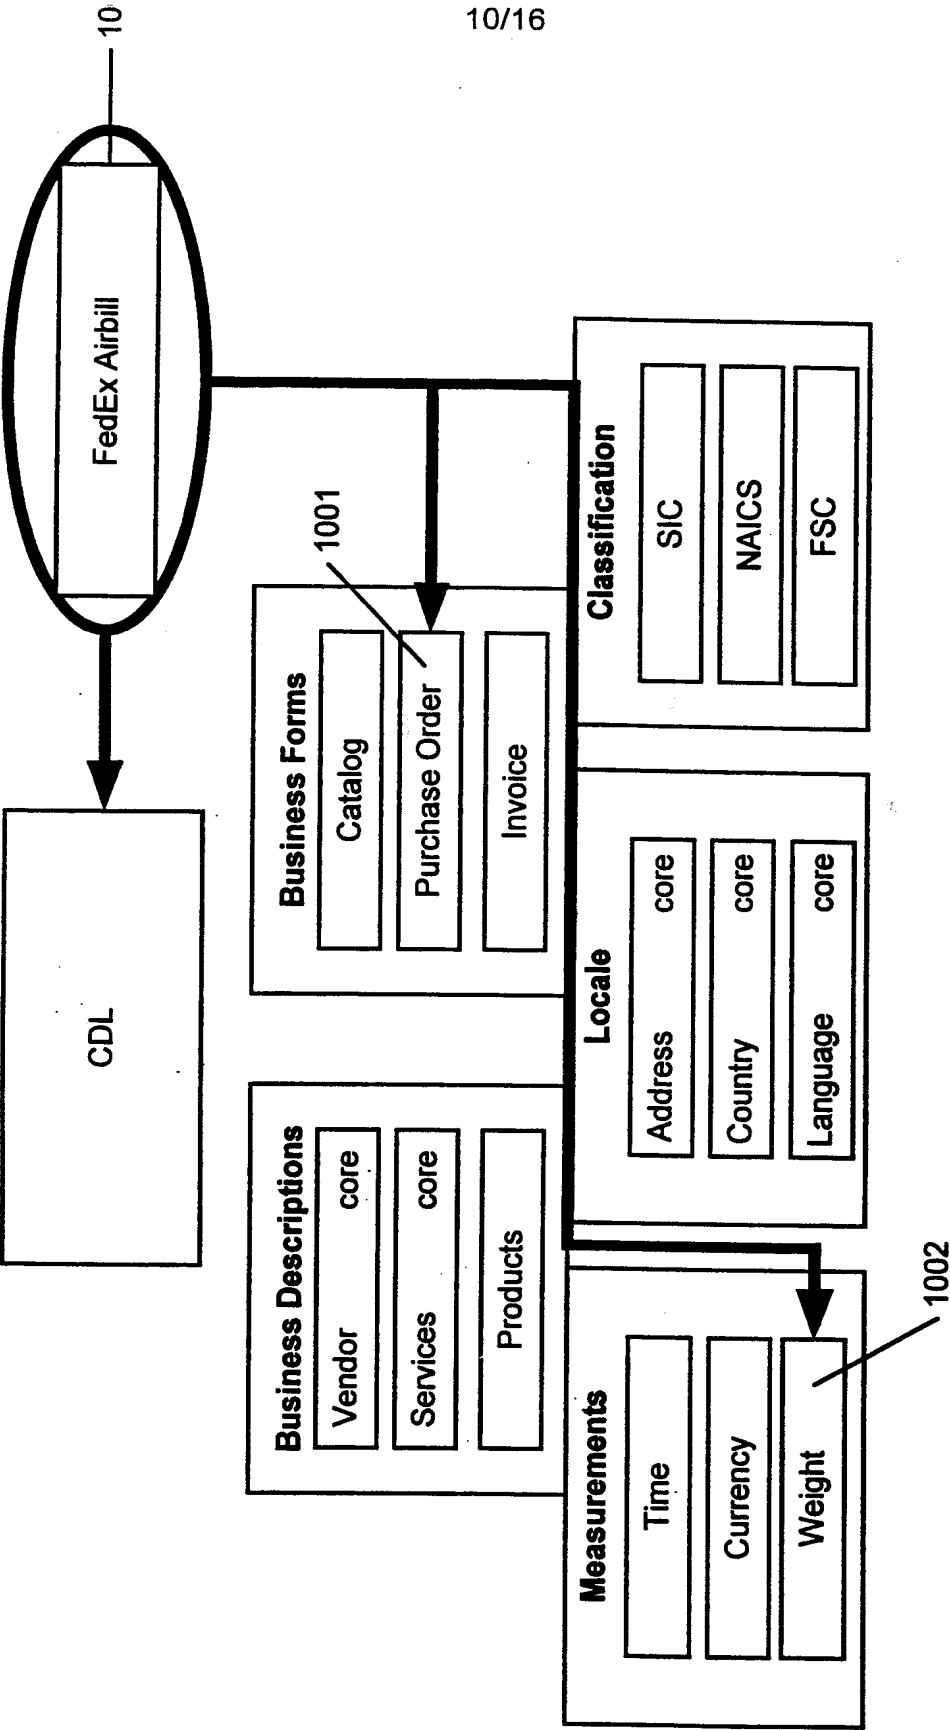 10/16
CDL
FedEx Airbill
10
Business Descriptions
Vendor core
Services core
Products
Business Forms
Catalog
Purchase Order
Invoice
1001
Measurements
Time
Currency
Weight
1002
Locale
Address core
Country core
Language core
Classification
SIC
NAICS
FSC